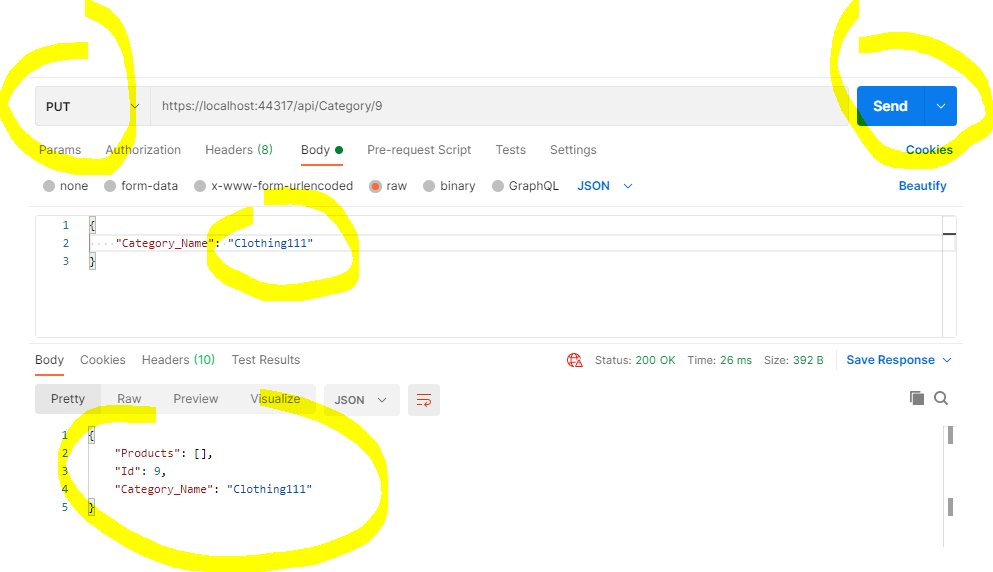 PUT https://localhost:44317/api/Category/9 Send
Params Authorization Headers (8) Body Pre-request Script Tests Settings Cookies
none form-data x-www-form-urlencoded raw binary GraphQL JSON Beautify
1 {
2 "Category_Name": "Clothing111"
3 }
Body Cookies Headers (10) Test Results Status: 200 OK Time: 26 ms Size: 392 B Save Response
Pretty Raw Preview Visualize JSON
1 {
2 "Products": [],
3 "Id": 9,
4 "Category_Name": "Clothing111"
5 }